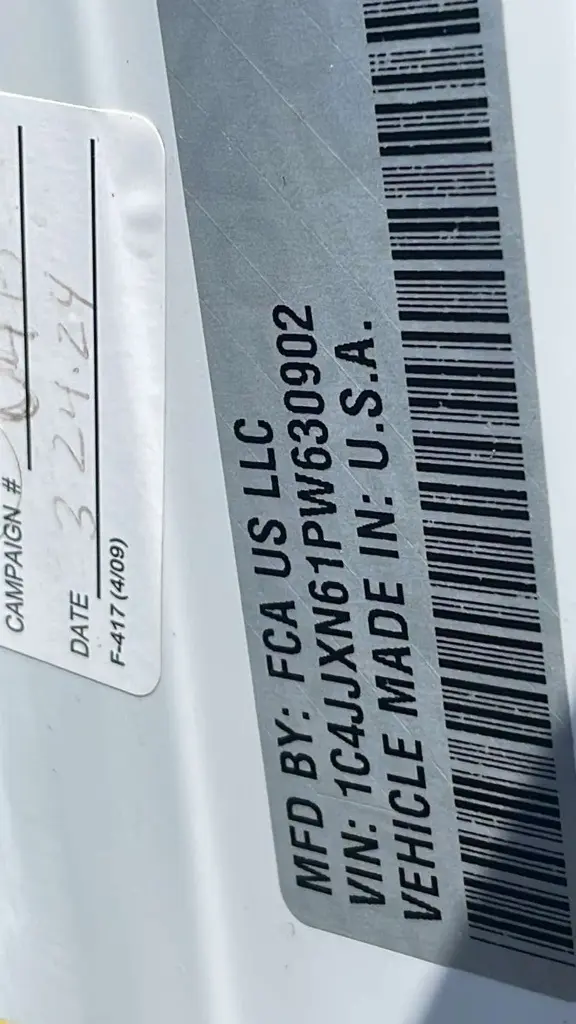 CAMPAIGN #
DATE 3 24.24
F-417 (4/09)
MFD BY: FCA US LLC
VIN: 1C4JJXN61PW630902
VEHICLE MADE IN: U.S.A.